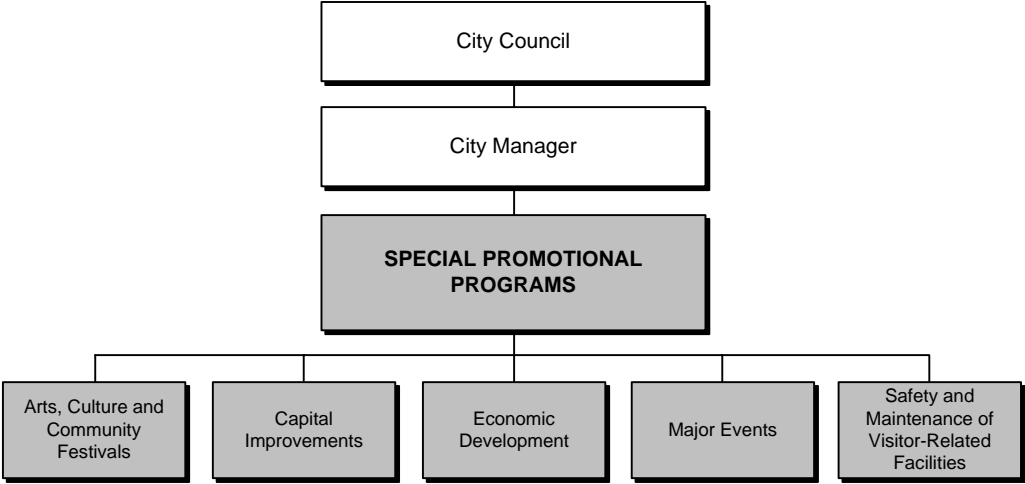 City Council
City Manager
SPECIAL PROMOTIONAL
PROGRAMS
Arts, Culture and
Community
Festivals
Capital
Improvements
Economic
Development
Major Events
Safety and
Maintenance of
Visitor-Related
Facilities